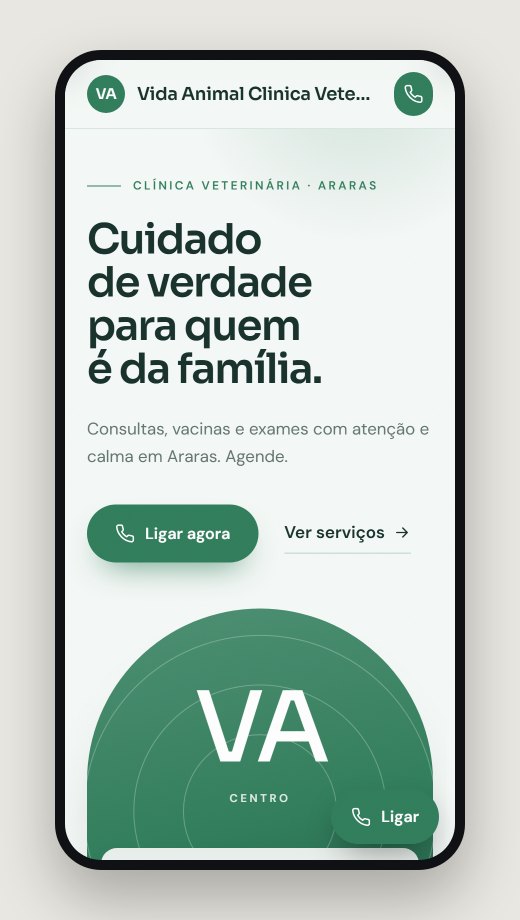 VA Vida Animal Clinica Vete...
CLÍNICA VETERINÁRIA · ARARAS
Cuidado
de verdade
para quem
é da família.
Consultas, vacinas e exames com atenção e
calma em Araras. Agende.
Ligar agora
Ver serviços →
VA
CENTRO
Ligar